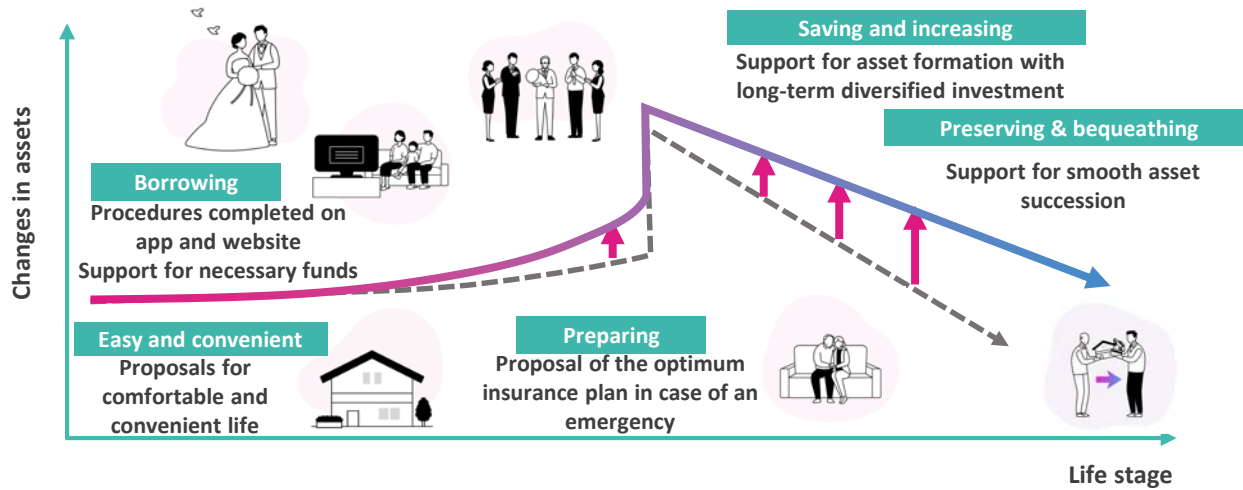 Saving and increasing
Support for asset formation with
long-term diversified investment
Preserving & bequeathing
Support for smooth asset
succession
Borrowing
Procedures completed on
app and website
Support for necessary funds
Changes in assets
Easy and convenient
Proposals for
comfortable and
convenient life
Preparing
Proposal of the optimum
insurance plan in case of an
emergency
Life stage